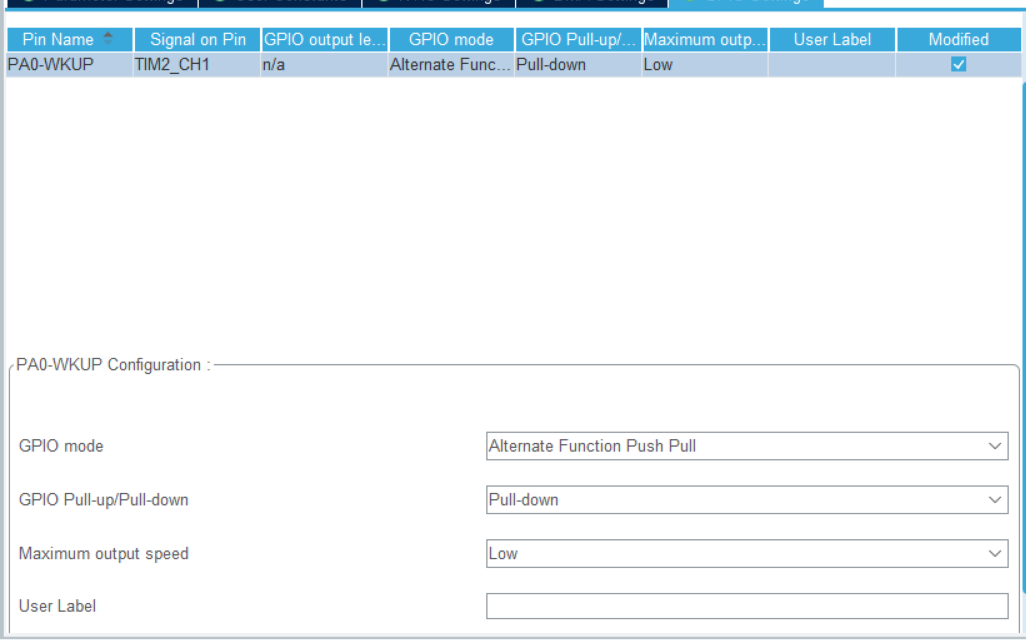 Pin Name Signal on Pin GPIO output le... GPIO mode GPIO Pull-up/... Maximum outp... User Label Modified
PA0-WKUP TIM2_CH1 n/a Alternate Func... Pull-down Low
PA0-WKUP Configuration :
GPIO mode Alternate Function Push Pull
GPIO Pull-up/Pull-down Pull-down
Maximum output speed Low
User Label